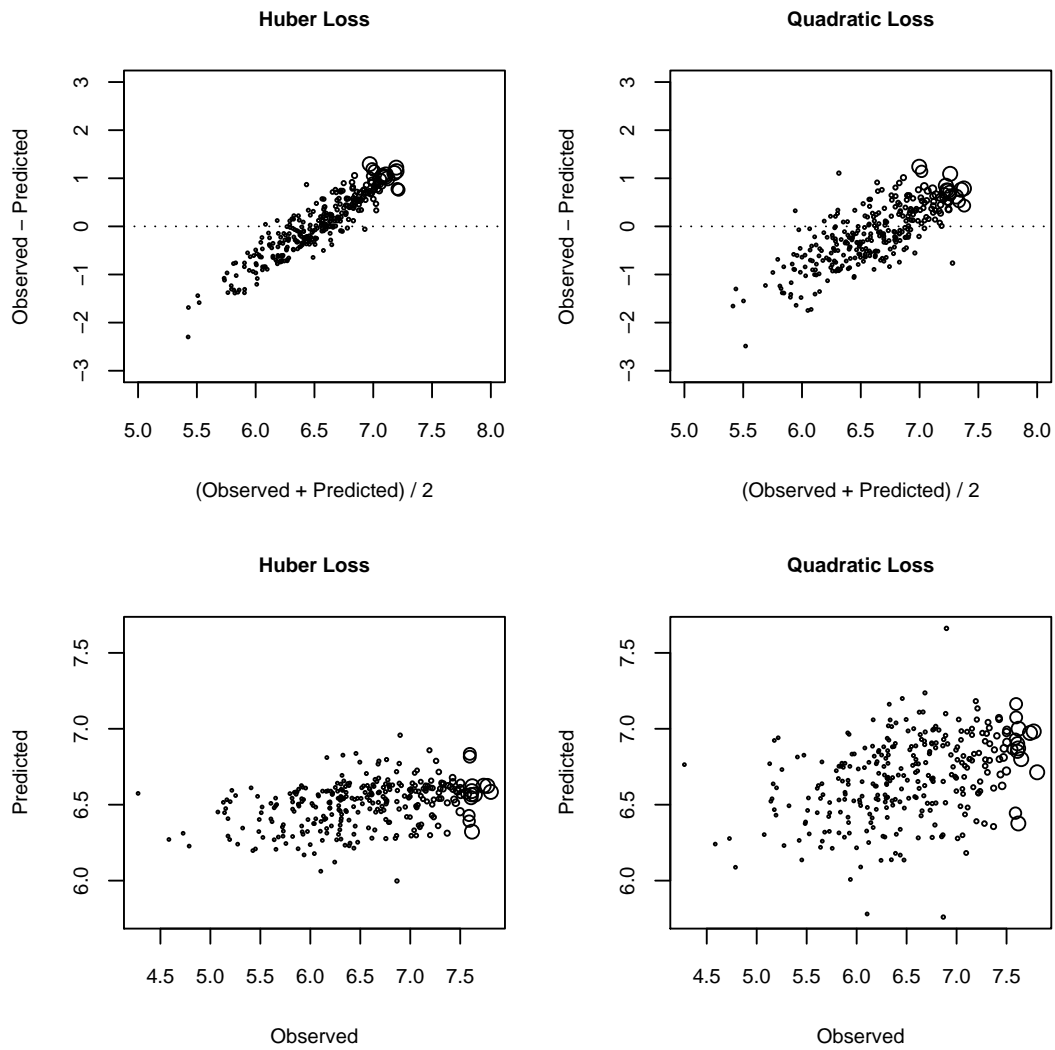 Huber Loss
Observed − Predicted
3
2
1
0
−1
−2
−3
5.0 5.5 6.0 6.5 7.0 7.5 8.0
(Observed + Predicted) / 2
Quadratic Loss
Observed − Predicted
3
2
1
0
−1
−2
−3
5.0 5.5 6.0 6.5 7.0 7.5 8.0
(Observed + Predicted) / 2
Huber Loss
Predicted
7.5
7.0
6.5
6.0
4.5 5.0 5.5 6.0 6.5 7.0 7.5
Observed
Quadratic Loss
Predicted
7.5
7.0
6.5
6.0
4.5 5.0 5.5 6.0 6.5 7.0 7.5
Observed